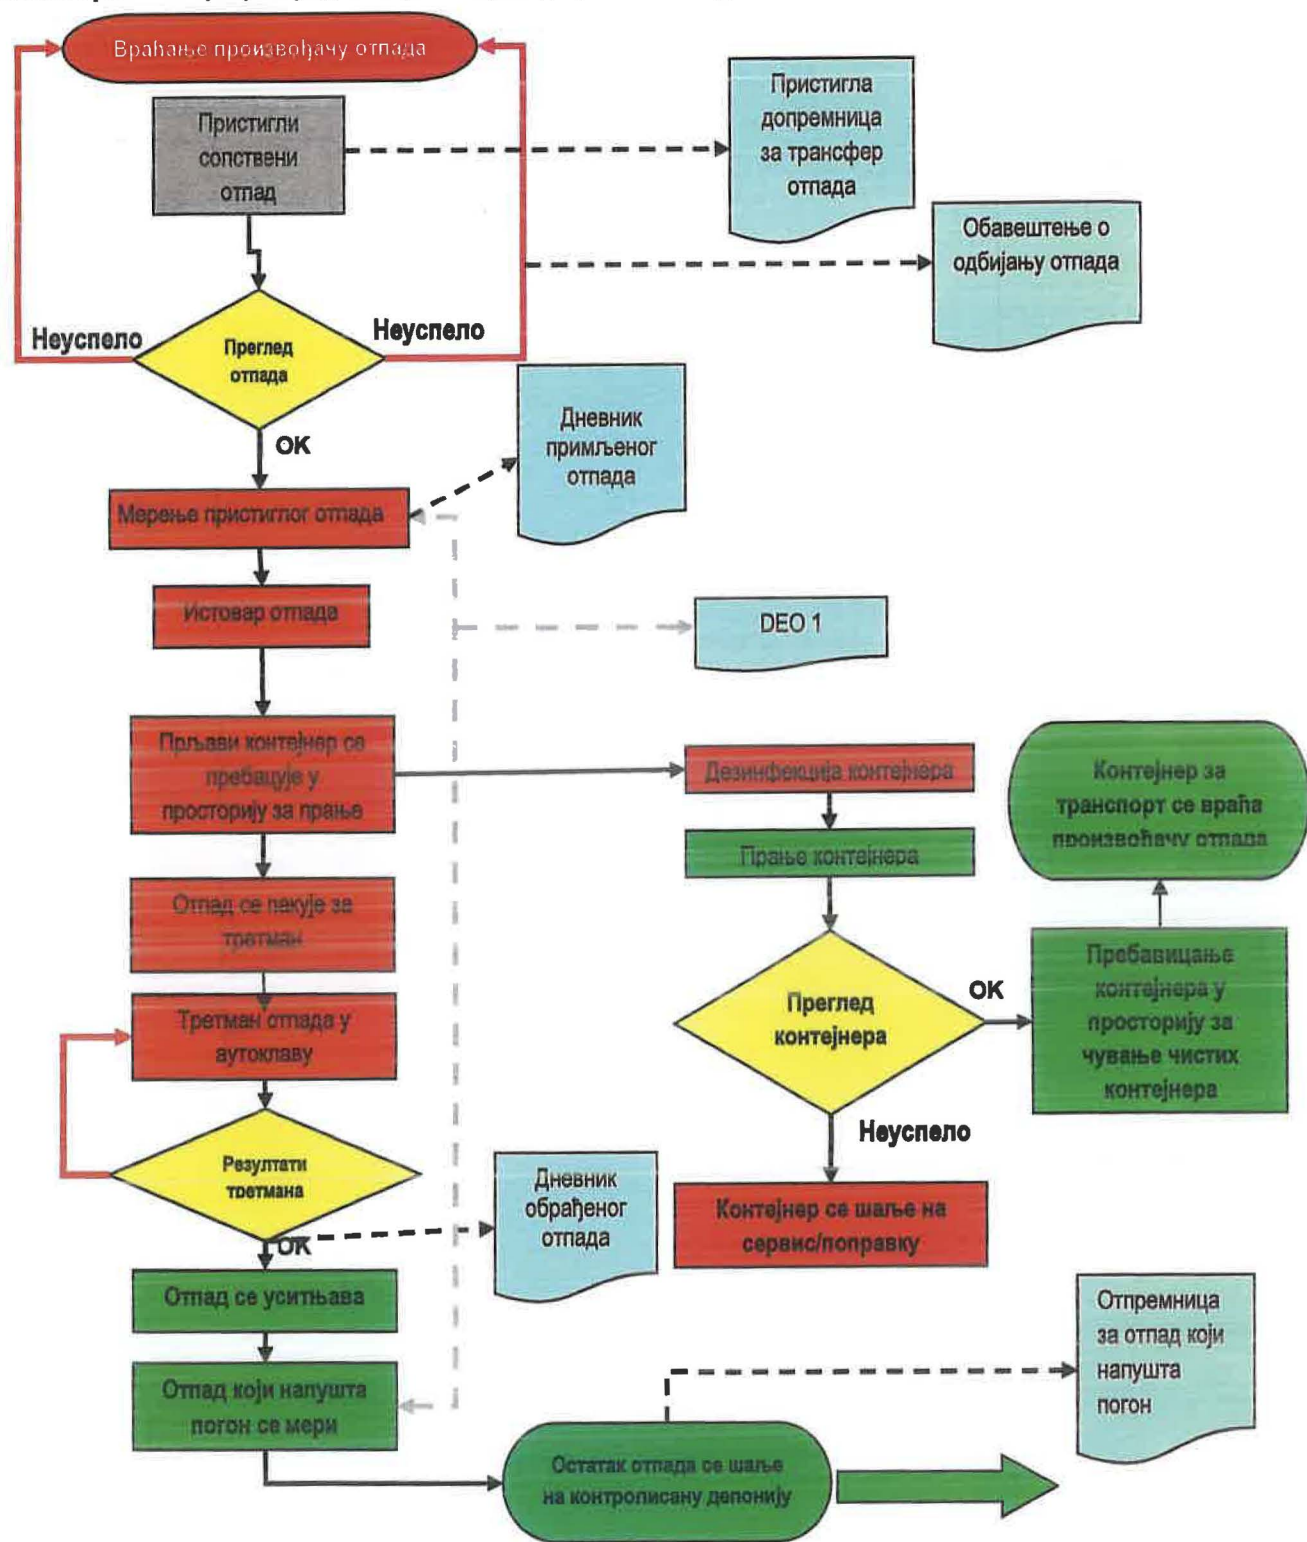 Враћање произвођачу отпада
Пристигли
сопствени
отпад
Пристигла
допремница
за трансфер
отпада
Обавештење о
одбијању отпада
Неуспело
Преглед
отпада
Неуспело
OK
Дневник
примљеног
отпада
Мерење пристиглог отпада
Истовар отпада
DEO 1
Прљави контејнер се
пребацује у
просторију за прање
Дезинфекција контејнера
Контејнер за
транспорт се враћа
произвођачу отпада
Прање контејнера
Отпад се пакује за
третман
Преглед
контејнера
OK
Пребавицање
контејнера у
просторију за
чување чистих
контејнера
Третман отпада у
аутоклаву
Неуспело
Резултати
третмана
OK
Дневник
обрађеног
отпада
Контејнер се шаље на
сервис/поправку
Отпад се уситњава
Отпад који напушта
погон се мери
Отпремница
за отпад који
напушта
погон
Остатак отпада се шаље
на контрописану депонију